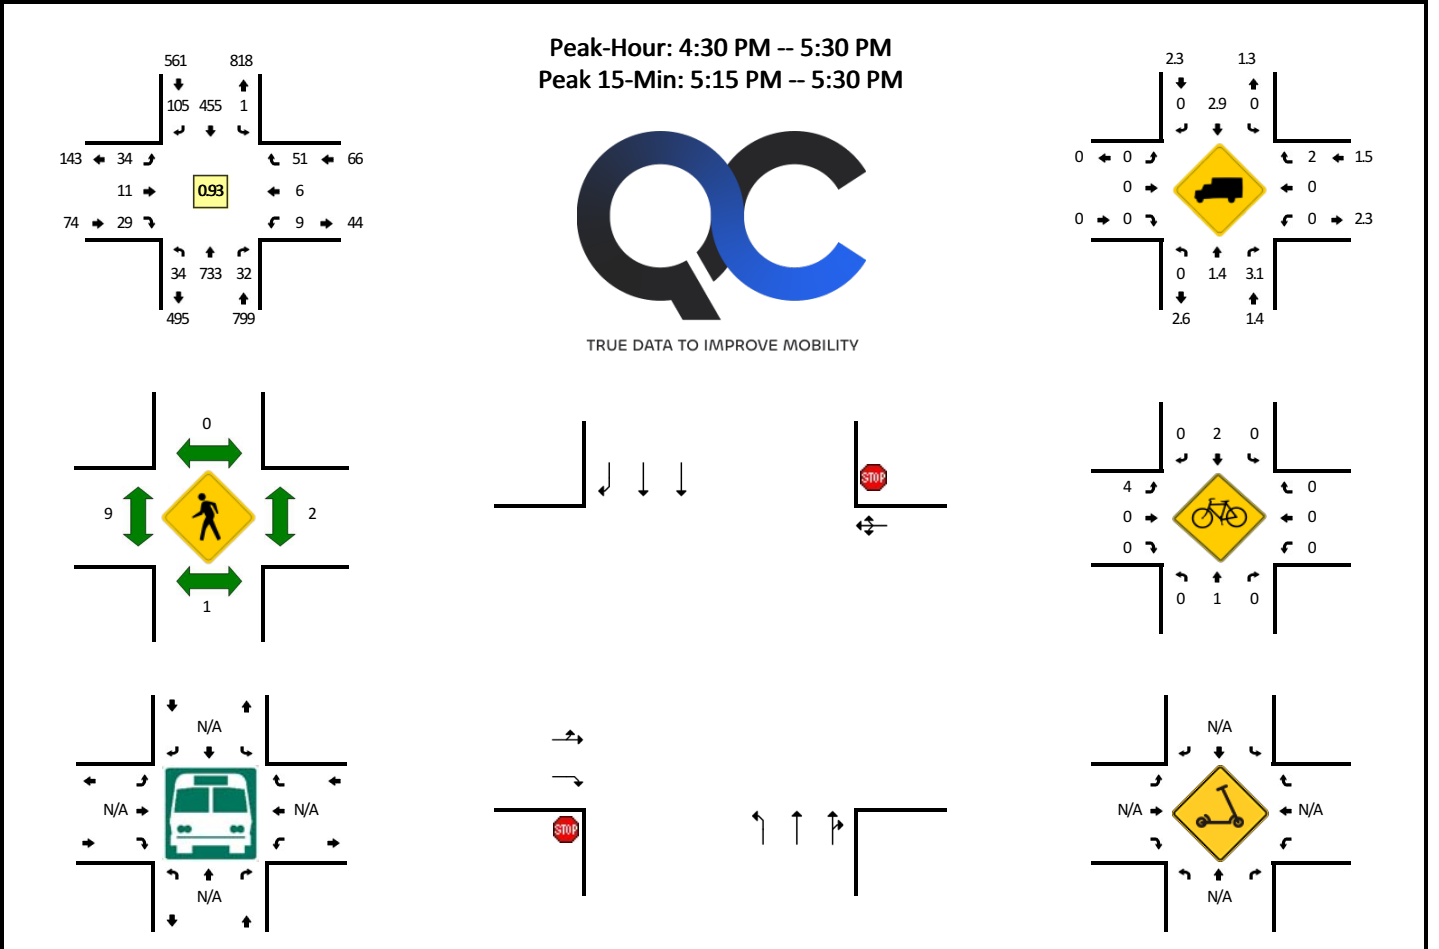 Peak-Hour: 4:30 PM -- 5:30 PM
Peak 15-Min: 5:15 PM -- 5:30 PM
561 818
105 455 1
143 34 51 66
11 0.93 6
74 29 9 44
34 733 32
495 799
TRUE DATA TO IMPROVE MOBILITY
2.3 1.3
0 2.9 0
0 0 2 1.5
0 0
0 0 0 2.3
0 1.4 3.1
2.6 1.4
0
9 2
1
STOP
STOP
0 2 0
4 0
0 0
0 0
0 1 0
N/A
N/A N/A
N/A
N/A
N/A N/A
N/A